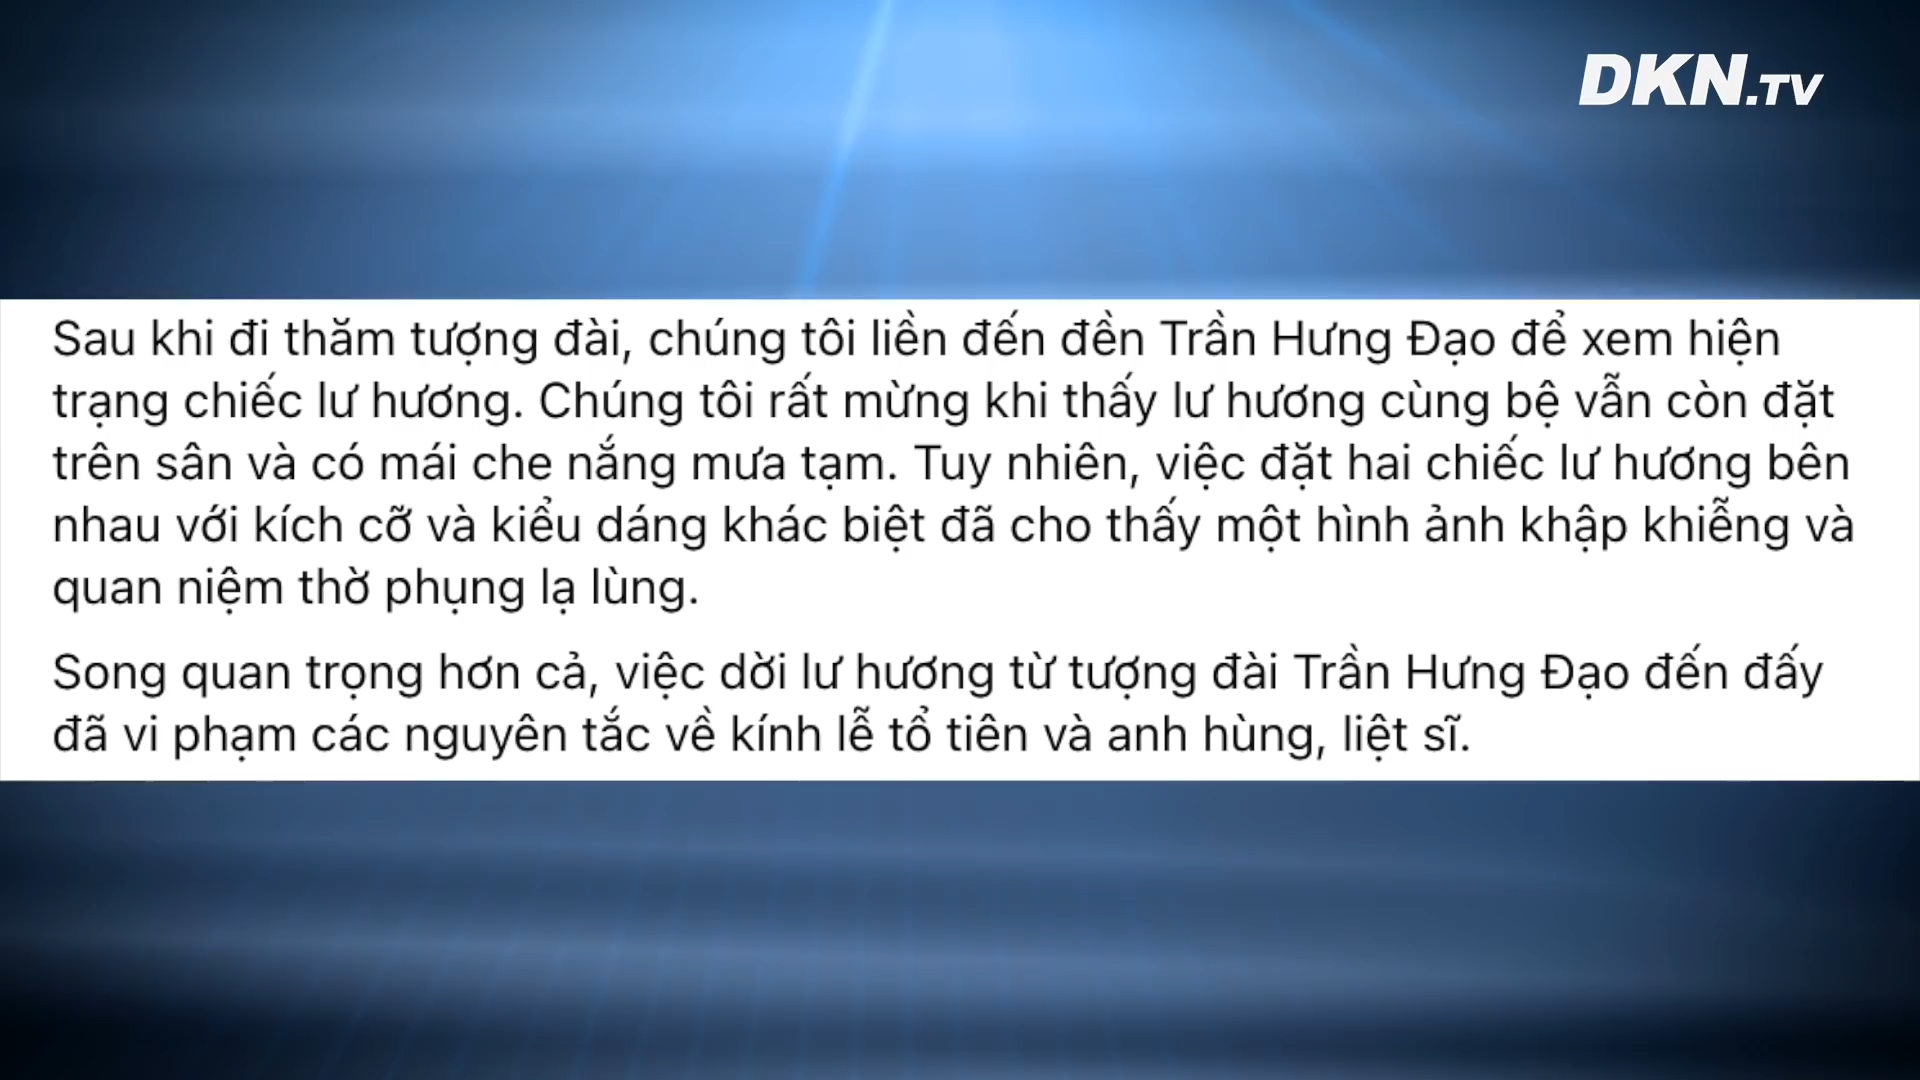 DKN.TV
Sau khi đi thăm tượng đài, chúng tôi liền đến đền Trần Hưng Đạo để xem hiện
trạng chiếc lư hương. Chúng tôi rất mừng khi thấy lư hương cùng bệ vẫn còn đặt
trên sân và có mái che nắng mưa tạm. Tuy nhiên, việc đặt hai chiếc lư hương bên
nhau với kích cỡ và kiểu dáng khác biệt đã cho thấy một hình ảnh khập khiễng và
quan niệm thờ phụng lạ lùng.
Song quan trọng hơn cả, việc dời lư hương từ tượng đài Trần Hưng Đạo đến đấy
đã vi phạm các nguyên tắc về kính lễ tổ tiên và anh hùng, liệt sĩ.